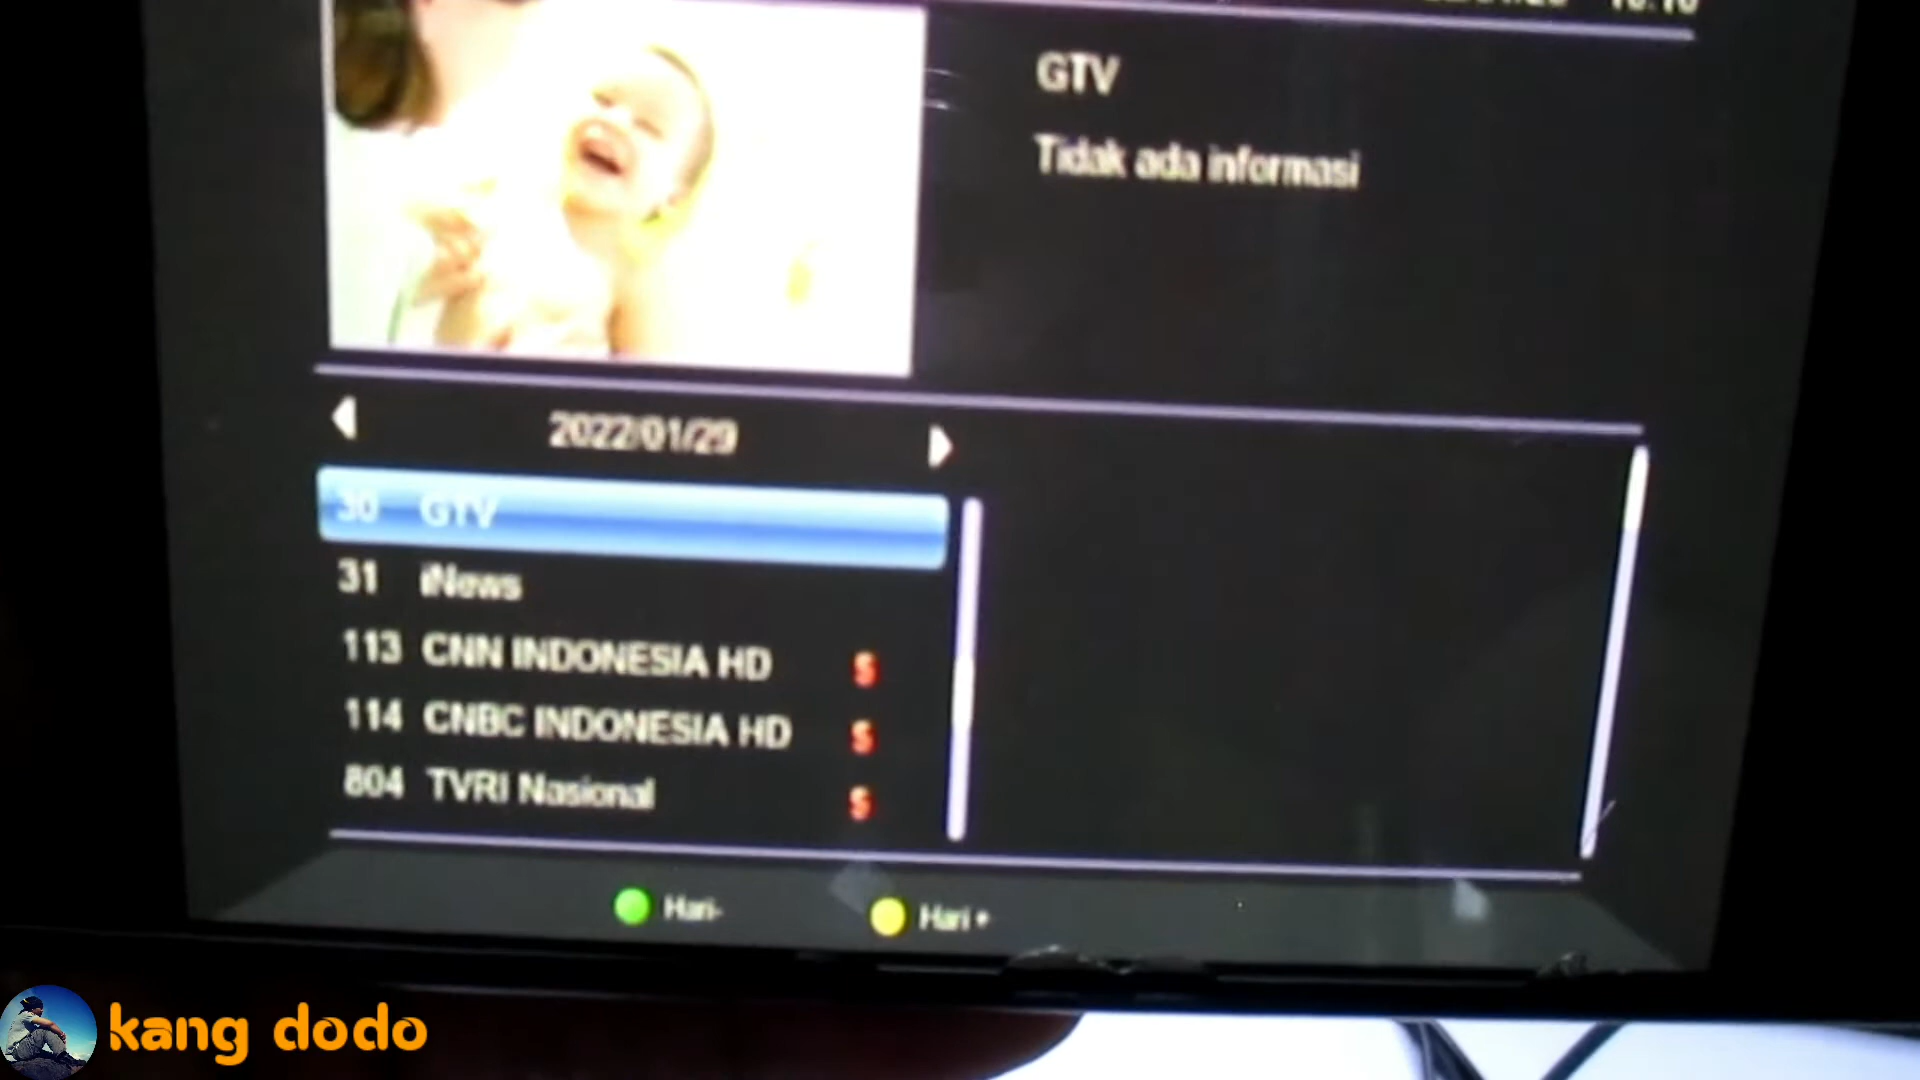 GTV
Tidak ada informasi
2022/01/29
30 GTV
31 iNews
113 CNN INDONESIA HD S
114 CNBC INDONESIA HD S
804 TVRI Nasional S
Hari- Hari+
kang dodo